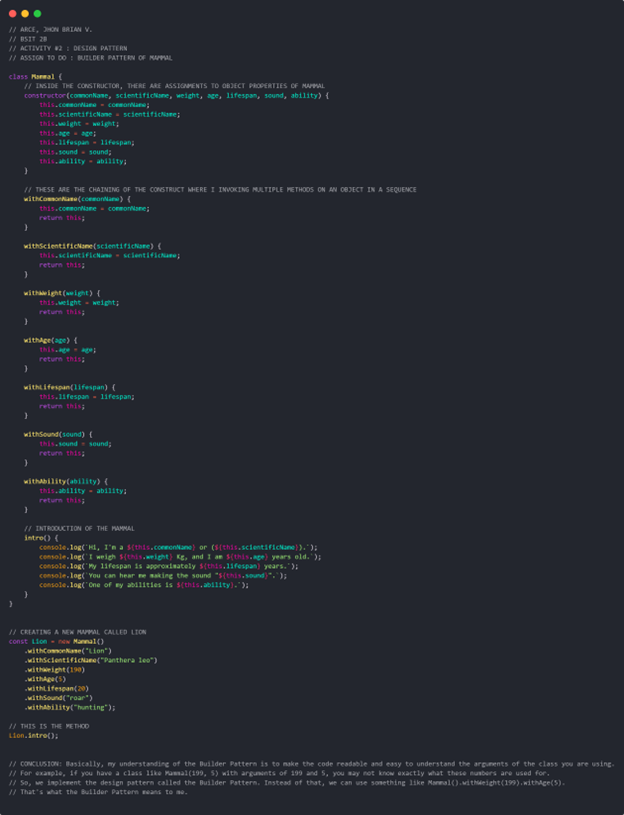 // ARCE, JHON BRIAN V.
// BSIT 2B
// ACTIVITY #2 : DESIGN PATTERN
// ASSIGN TO DO : BUILDER PATTERN OF MAMMAL
class Mammal {
// INSIDE THE CONSTRUCTOR, THERE ARE ASSIGNMENTS TO OBJECT PROPERTIES OF MAMMAL
constructor(commonName, scientificName, weight, age, lifespan, sound, ability) {
this.commonName = commonName;
this.scientificName = scientificName;
this.weight = weight;
this.age = age;
this.lifespan = lifespan;
this.sound = sound;
this.ability = ability;
}
// THESE ARE THE CHAINING OF THE CONSTRUCT WHERE I INVOKING MULTIPLE METHODS ON AN OBJECT IN A SEQUENCE
withCommonName(commonName) {
this.commonName = commonName;
return this;
}
withScientificName(scientificName) {
this.scientificName = scientificName;
return this;
}
withWeight(weight) {
this.weight = weight;
return this;
}
withAge(age) {
this.age = age;
return this;
}
withLifespan(lifespan) {
this.lifespan = lifespan;
return this;
}
withSound(sound) {
this.sound = sound;
return this;
}
withAbility(ability) {
this.ability = ability;
return this;
}
// INTRODUCTION OF THE MAMMAL
intro() {
console.log(`Hi, I'm a ${this.commonName} or (${this.scientificName}).`);
console.log(`I weigh ${this.weight} Kg, and I am ${this.age} years old.`);
console.log(`My lifespan is approximately ${this.lifespan} years.`);
console.log(`You can hear me making the sound "${this.sound}".`);
console.log(`One of my abilities is ${this.ability}.`);
}
}
// CREATING A NEW MAMMAL CALLED LION
const Lion = new Mammal()
.withCommonName("Lion")
.withScientificName("Panthera leo")
.withWeight(190)
.withAge(5)
.withLifespan(20)
.withSound("roar")
.withAbility("hunting");
// THIS IS THE METHOD
Lion.intro();
// CONCLUSION: Basically, my understanding of the Builder Pattern is to make the code readable and easy to understand the arguments of the class you are using.
// For example, if you have a class like Mammal(199, 5) with arguments of 199 and 5, you may not know exactly what these numbers are used for.
// So, we implement the design pattern called the Builder Pattern. Instead of that, we can use something like Mammal().withWeight(199).withAge(5).
// That's what the Builder Pattern means to me.